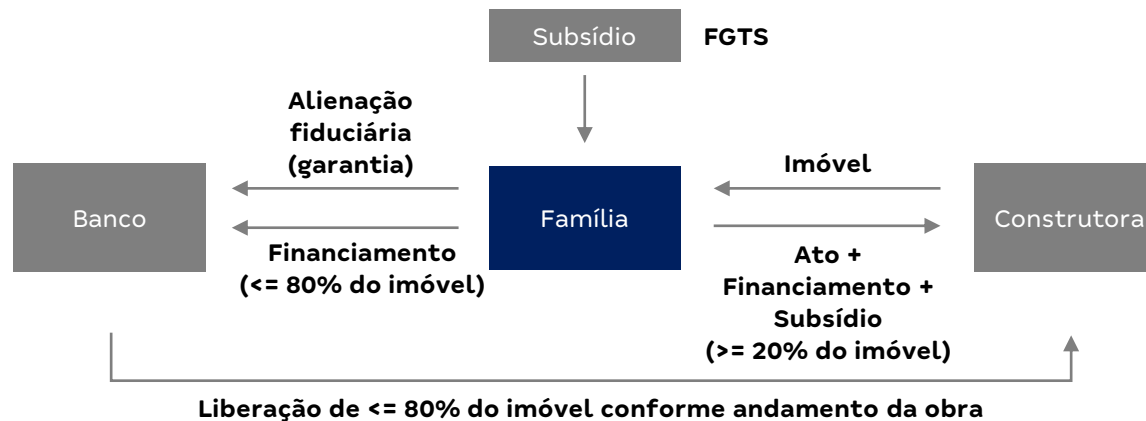 Subsídio
FGTS
Alienação
fiduciária
(garantia)
Imóvel
Banco
Família
Construtora
Financiamento
(<= 80% do imóvel)
Ato +
Financiamento +
Subsídio
(>= 20% do imóvel)
Liberação de <= 80% do imóvel conforme andamento da obra